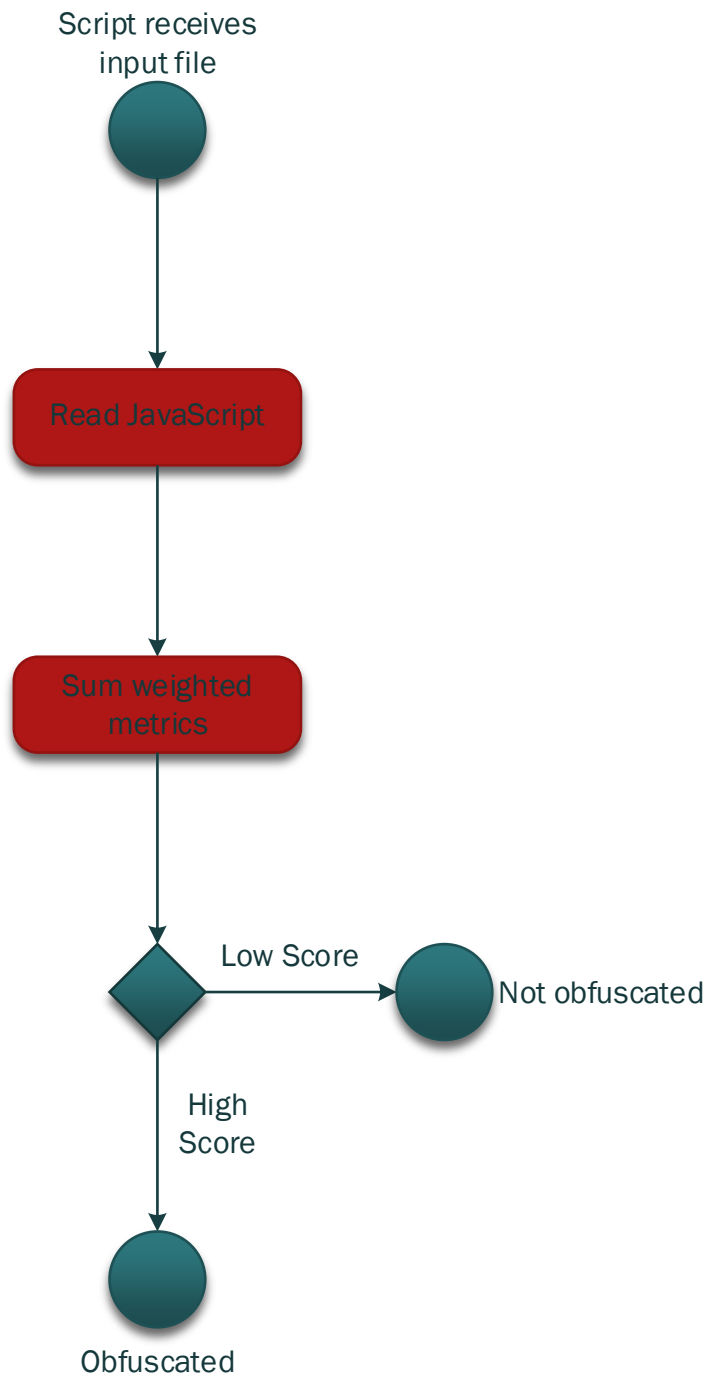 Script receives
input file
Read JavaScript
Sum weighted
metrics
Low Score
Not obfuscated
High
Score
Obfuscated